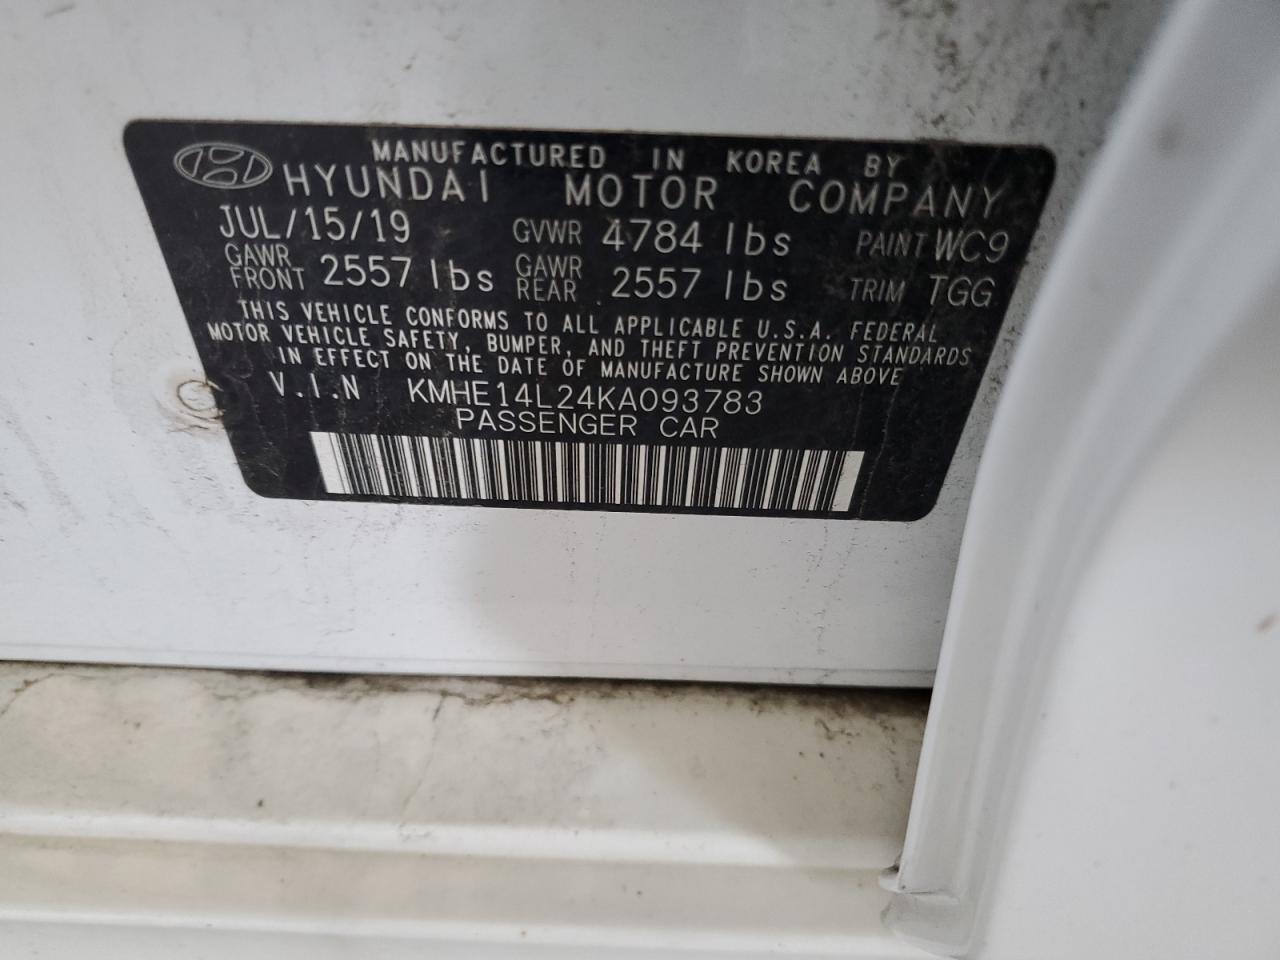 MANUFACTURED IN KOREA BY
HYUNDAI MOTOR COMPANY
JUL/15/19 GVWR 4784 lbs PAINT WC9
GAWR FRONT 2557 lbs GAWR REAR 2557 lbs TRIM TGG
THIS VEHICLE CONFORMS TO ALL APPLICABLE U.S.A. FEDERAL
MOTOR VEHICLE SAFETY, BUMPER, AND THEFT PREVENTION STANDARDS
IN EFFECT ON THE DATE OF MANUFACTURE SHOWN ABOVE
V.I.N KMHE14L24KA093783
PASSENGER CAR